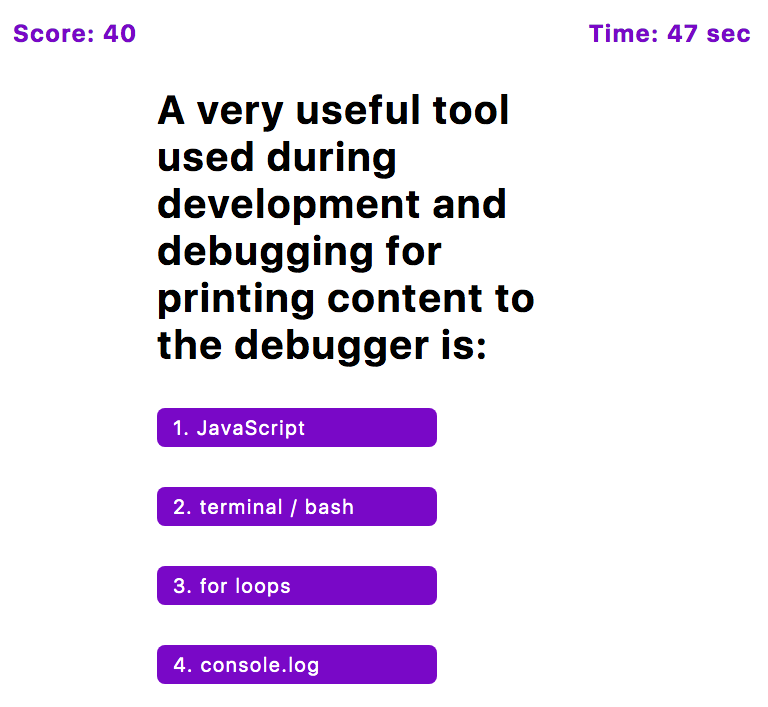 Score: 40
Time: 47 sec
A very useful tool
used during
development and
debugging for
printing content to
the debugger is:
1. JavaScript
2. terminal / bash
3. for loops
4. console.log